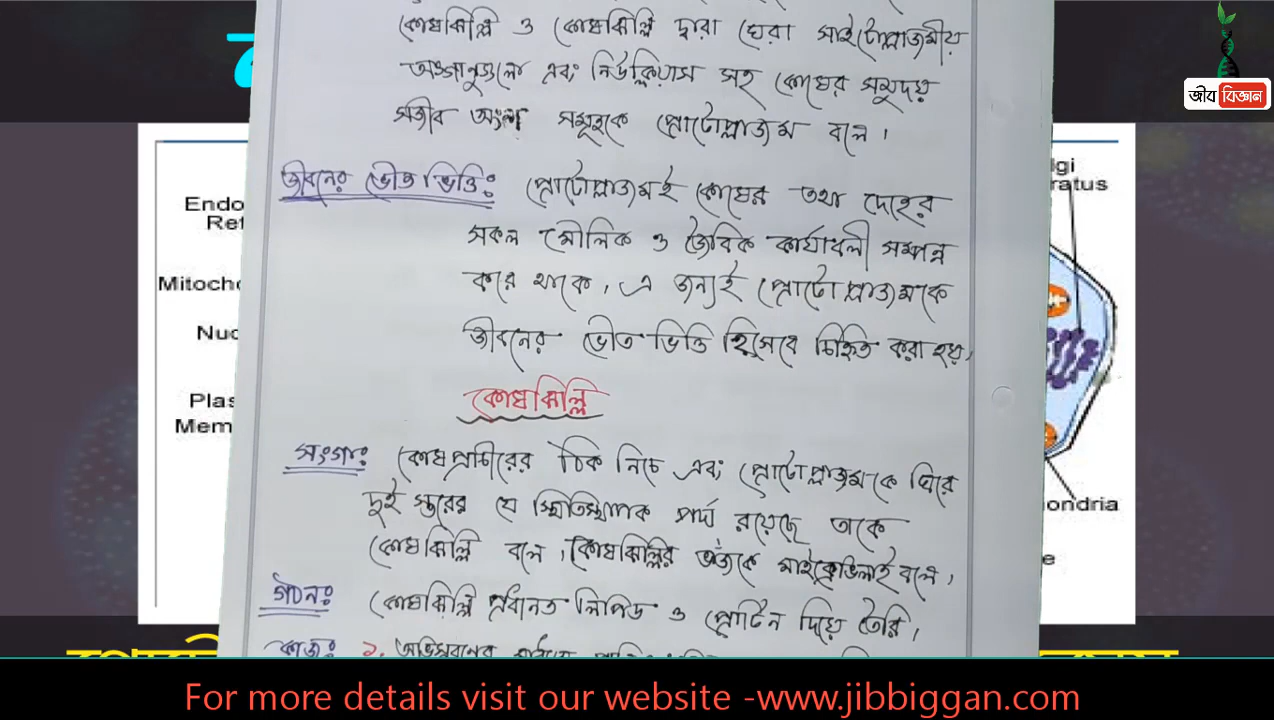 কোষঝিল্লি ও কোষঝিল্লি দ্বারা ঘেরা সাইটোপ্লাজমীয়
অঙ্গাণুগুলো এবং নিউক্লিয়াস সহ কোষের সমুদয়
সজীব অংশ সমূহকে প্রোটোপ্লাজম বলে।
জীবনের ভৌত ভিত্তিঃ প্রোটোপ্লাজমই কোষের তথা দেহের
সকল মৌলিক ও জৈবিক কার্যাবলী সম্পন্ন
করে থাকে, এ জন্যই প্রোটোপ্লাজমকে
জীবনের ভৌত ভিত্তি হিসেবে চিহ্নিত করা হয়।
কোষঝিল্লি
সংগাঃ কোষপ্রাচীরের ঠিক নিচে এবং প্রোটোপ্লাজমকে ঘিরে
দুই স্তরের যে স্থিতিস্থাপক পর্দা রয়েছে তাকে
কোষঝিল্লি বলে, কোষঝিল্লির ভাঁজকে মাইক্রোভিলাই বলে,
গঠনঃ কোষঝিল্লি প্রধানত লিপিড ও প্রোটিন দিয়ে তৈরি,
কাজঃ ১.
জীব বিজ্ঞান
Endo
Ret
Mitocho
Nuc
Plas
Mem
lgi
ratus
ondria
e
For more details visit our website -www.jibbiggan.com